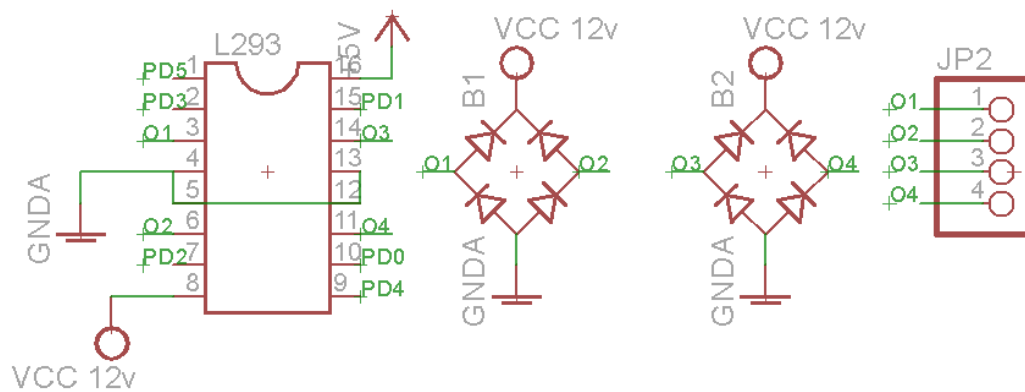 L293
5V
PD5
1
16
PD3
2
15
PD1
O1
3
14
O3
4
13
5
12
O2
6
11
O4
PD2
7
10
PD0
8
9
PD4
GNDA
VCC 12v
VCC 12v
B1
O1
O2
GNDA
VCC 12v
B2
O3
O4
GNDA
JP2
O1
1
O2
2
O3
3
O4
4